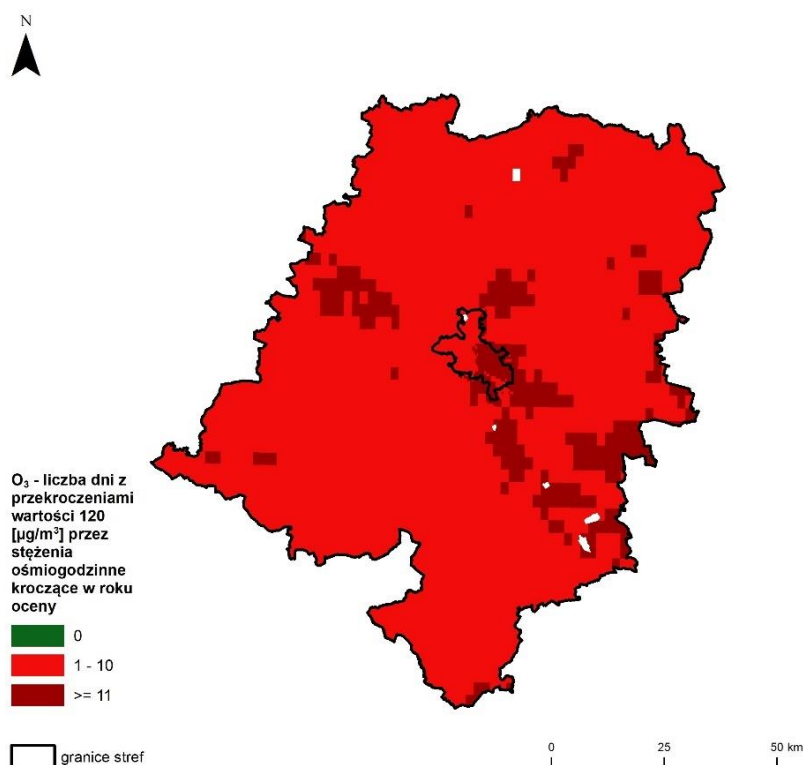 N
O₃ - liczba dni z
przekroczeniami
wartości 120
[µg/m³] przez
stężenia
ośmiogodzinne
kroczące w roku
oceny
0
1 - 10
>= 11
granice stref
0 25 50 km